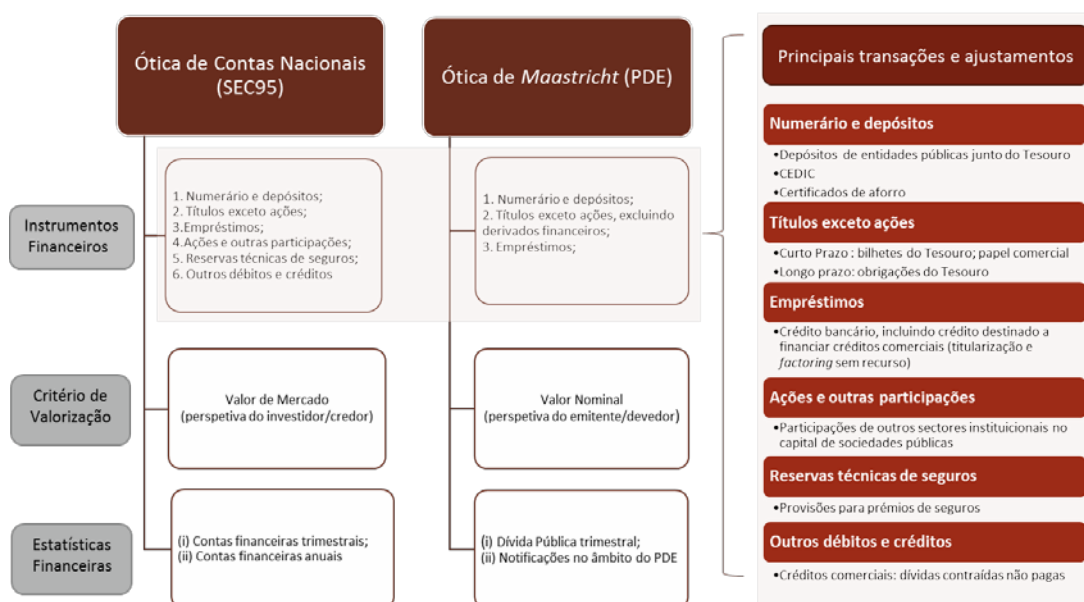 Ótica de Contas Nacionais
(SEC95)
Ótica de Maastricht (PDE)
Principais transações e ajustamentos
Instrumentos
Financeiros
1. Numerário e depósitos;
2. Títulos exceto ações;
3.Empréstimos;
4.Ações e outras participações;
5. Reservas técnicas de seguros;
6. Outros débitos e créditos
1. Numerário e depósitos;
2. Títulos exceto ações, excluindo
derivados financeiros;
3. Empréstimos;
Critério de
Valorização
Valor de Mercado
(perspetiva do investidor/credor)
Valor Nominal
(perspetiva do emitente/devedor)
Estatísticas
Financeiras
(i) Contas financeiras trimestrais;
(ii) Contas financeiras anuais
(i) Dívida Pública trimestral;
(ii) Notificações no âmbito do PDE
Numerário e depósitos
•Depósitos de entidades públicas junto do Tesouro
•CEDIC
•Certificados de aforro
Títulos exceto ações
•Curto Prazo : bilhetes do Tesouro; papel comercial
•Longo prazo: obrigações do Tesouro
Empréstimos
•Crédito bancário, incluindo crédito destinado a
financiar créditos comerciais (titularização e
factoring sem recurso)
Ações e outras participações
•Participações de outros sectores instituicionais no
capital de sociedades públicas
Reservas técnicas de seguros
•Provisões para prémios de seguros
Outros débitos e créditos
•Créditos comerciais: dívidas contraídas não pagas